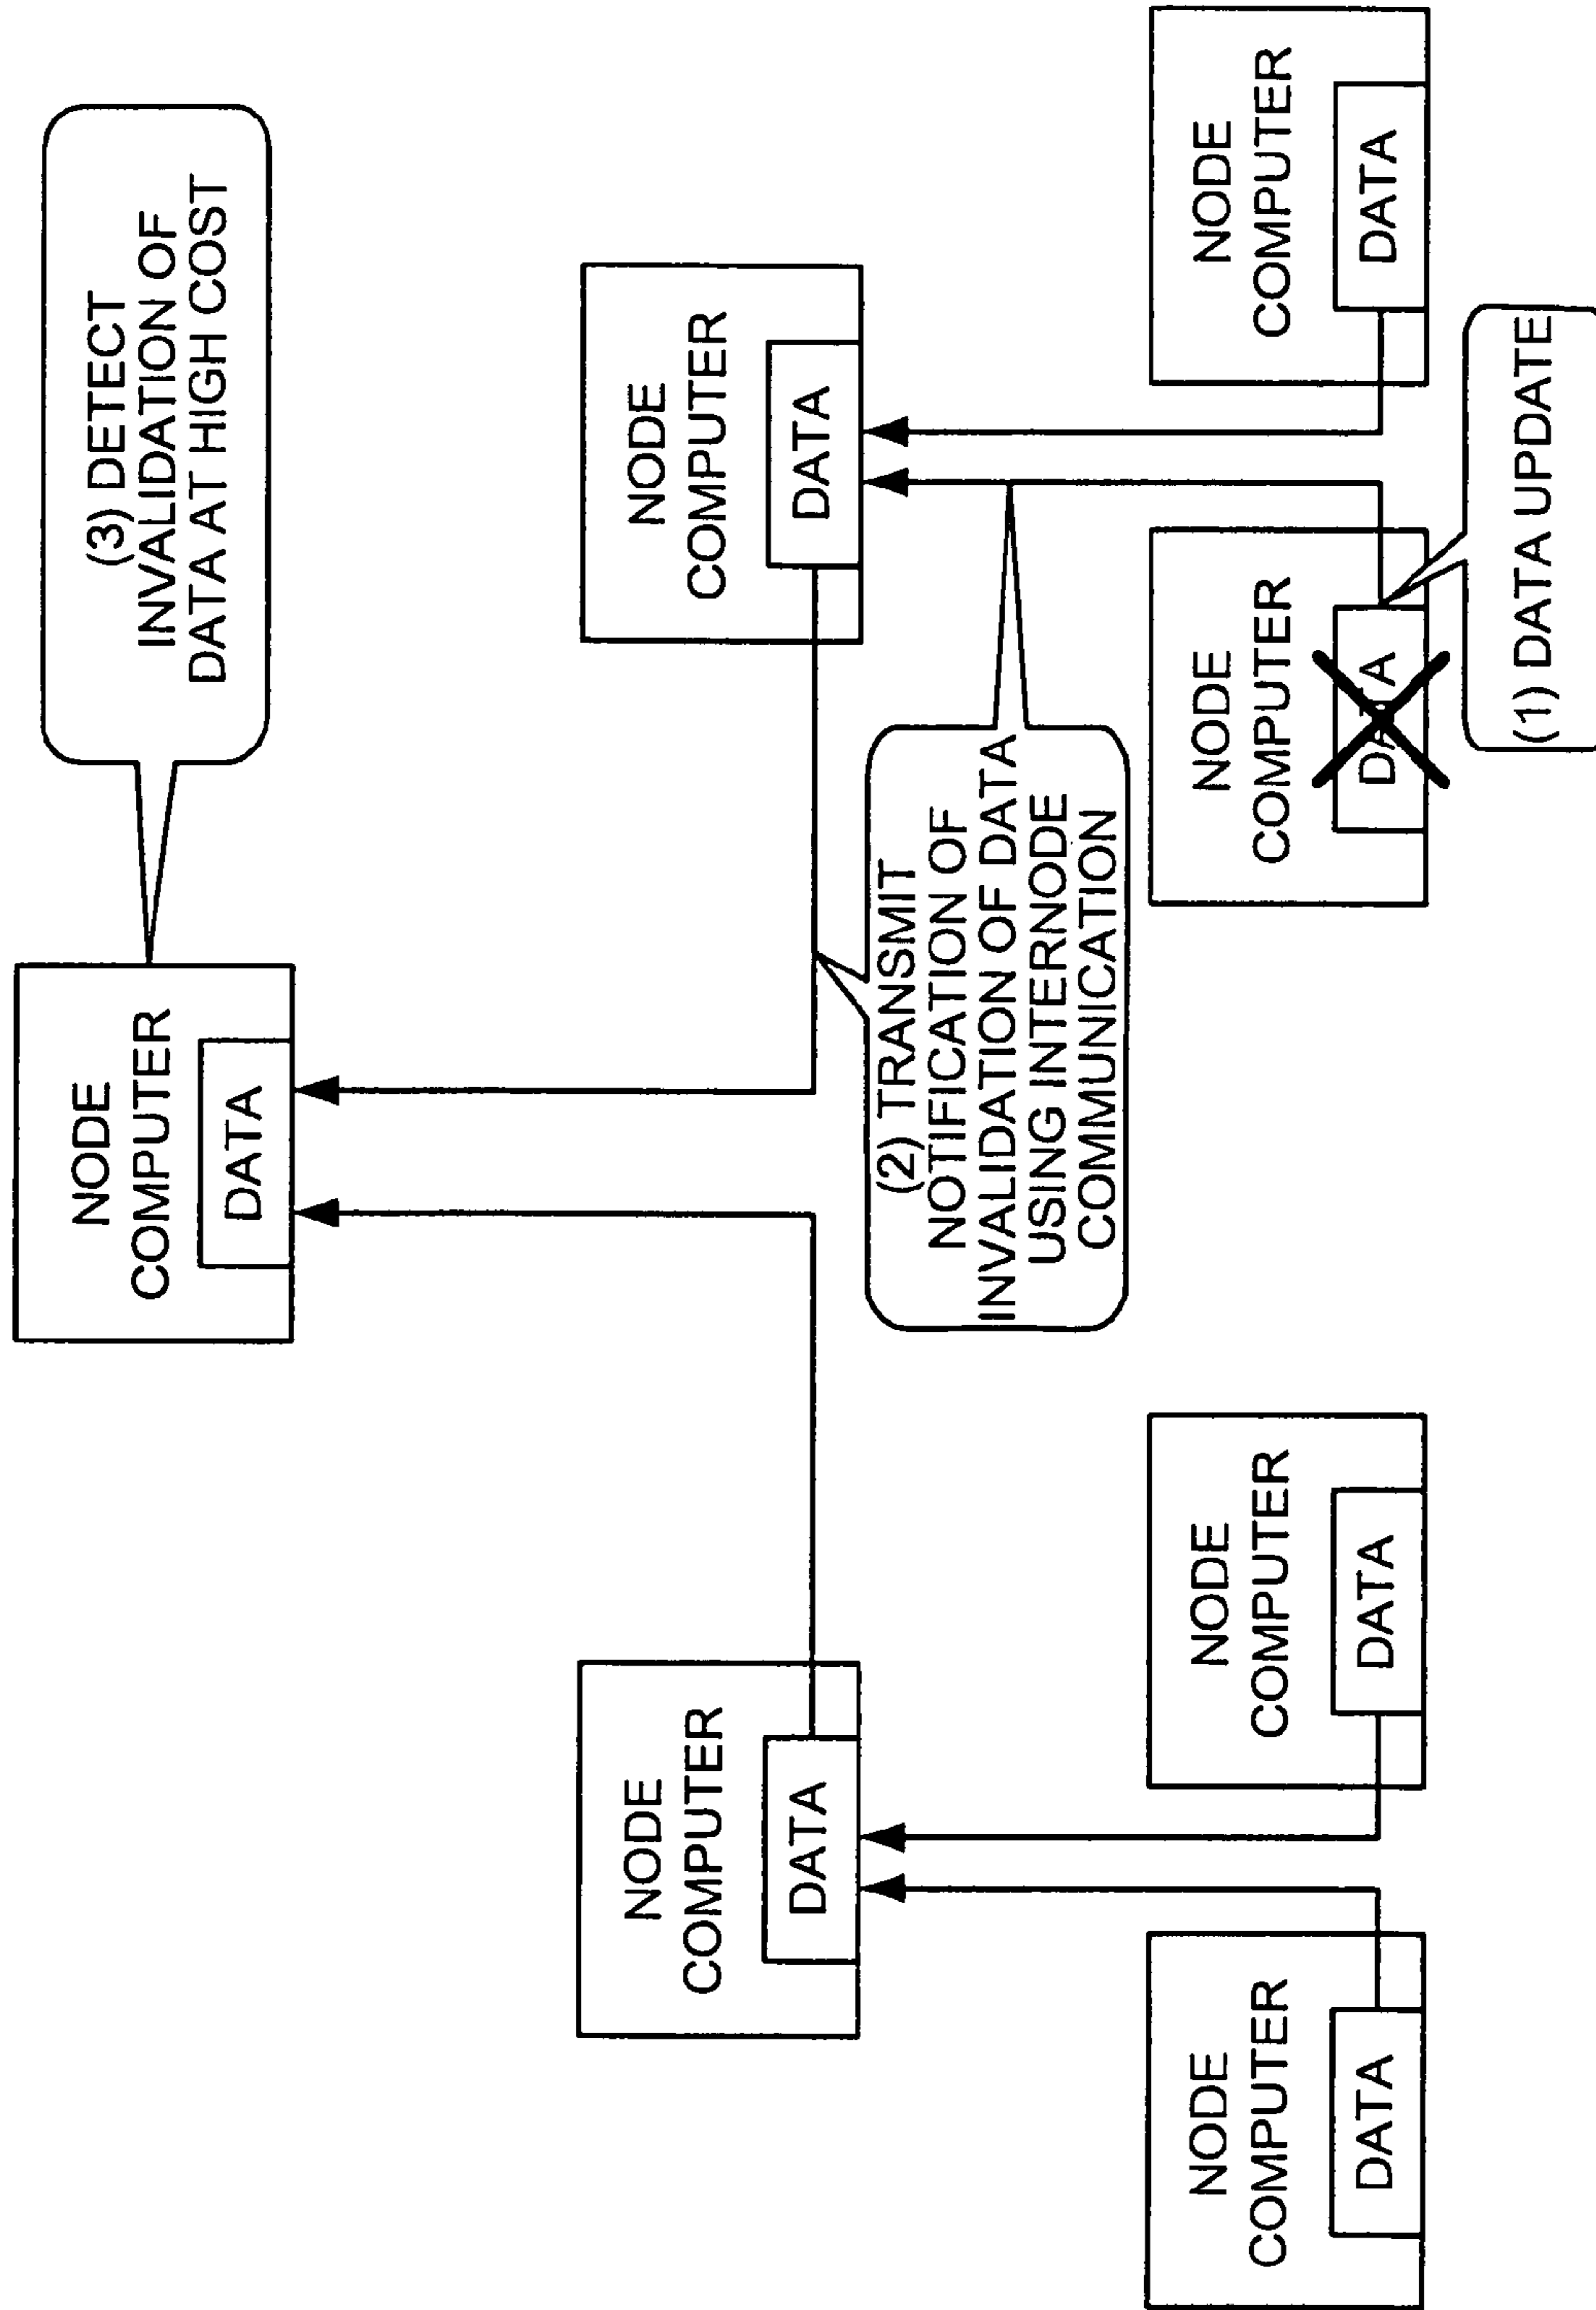 NODE
COMPUTER
DATA
(3) DETECT
INVALIDATION OF
DATA AT HIGH COST
NODE
COMPUTER
DATA
NODE
COMPUTER
DATA
(2) TRANSMIT
NOTIFICATION OF
INVALIDATION OF DATA
USING INTERNODE
COMMUNICATION
NODE
COMPUTER
DATA
NODE
COMPUTER
DATA
NODE
COMPUTER
DATA
NODE
COMPUTER
DATA
(1) DATA UPDATE